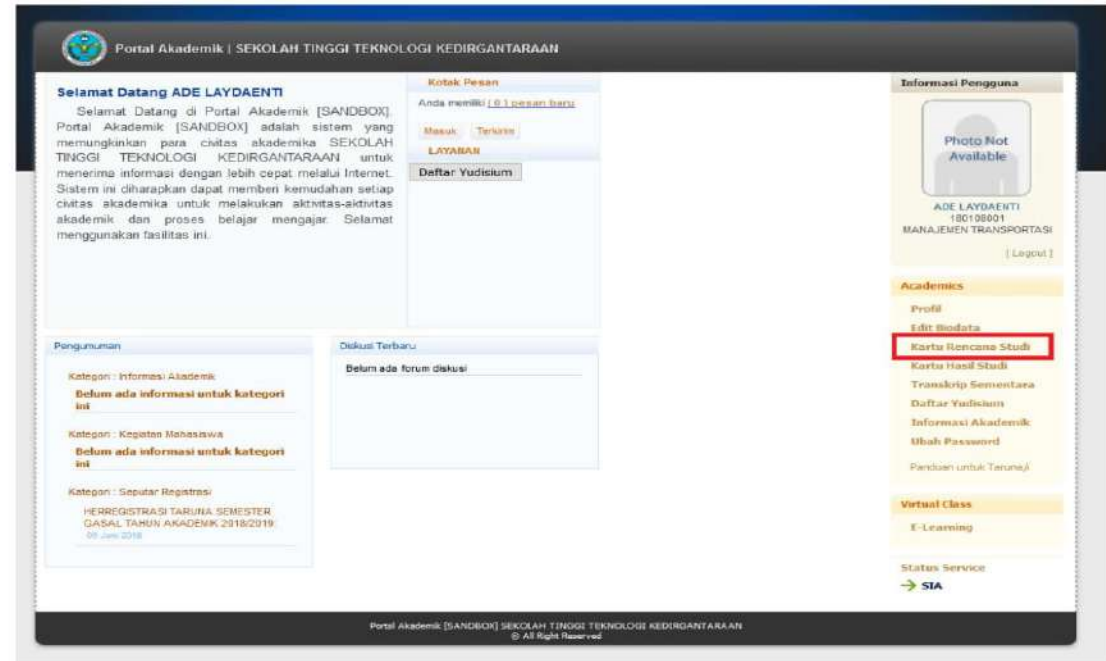 Portal Akademik | SEKOLAH TINGGI TEKNOLOGI KEDIRGANTARAAN
Selamat Datang ADE LAYDAENTI
Selamat Datang di Portal Akademik [SANDBOX].
Portal Akademik [SANDBOX] adalah sistem yang
memungkinkan para civitas akademika SEKOLAH
TINGGI TEKNOLOGI KEDIRGANTARAAN untuk
menerima informasi dengan lebih cepat melalui Internet.
Sistem ini diharapkan dapat memberi kemudahan setiap
civitas akademika untuk melakukan aktivitas-aktivitas
akademik dan proses belajar mengajar. Selamat
menggunakan fasilitas ini.
Kotak Pesan
Anda memiliki ( 0 ) pesan baru
Masuk Terkirim
LAYANAN
Daftar Yudisium
Pengumuman
Kategori : Informasi Akademik
Belum ada informasi untuk kategori
ini
Kategori : Kegiatan Mahasiswa
Belum ada informasi untuk kategori
ini
Kategori : Seputar Registrasi
HERREGISTRASI TARUNA SEMESTER
GASAL TAHUN AKADEMIK 2018/2019
Juni 2018
Diskusi Terbaru
Belum ada forum diskusi
Informasi Pengguna
Photo Not
Available
ADE LAYDAENTI
180108001
MANAJEMEN TRANSPORTASI
[ Logout ]
Academics
Profil
Edit Biodata
Kartu Rencana Studi
Kartu Hasil Studi
Transkrip Sementara
Daftar Yudisium
Informasi Akademik
Ubah Password
Panduan untuk Taruna/i
Virtual Class
E-Learning
Status Service
SIA
Portal Akademik [SANDBOX] SEKOLAH TINGGI TEKNOLOGI KEDIRGANTARAAN
© All Right Reserved